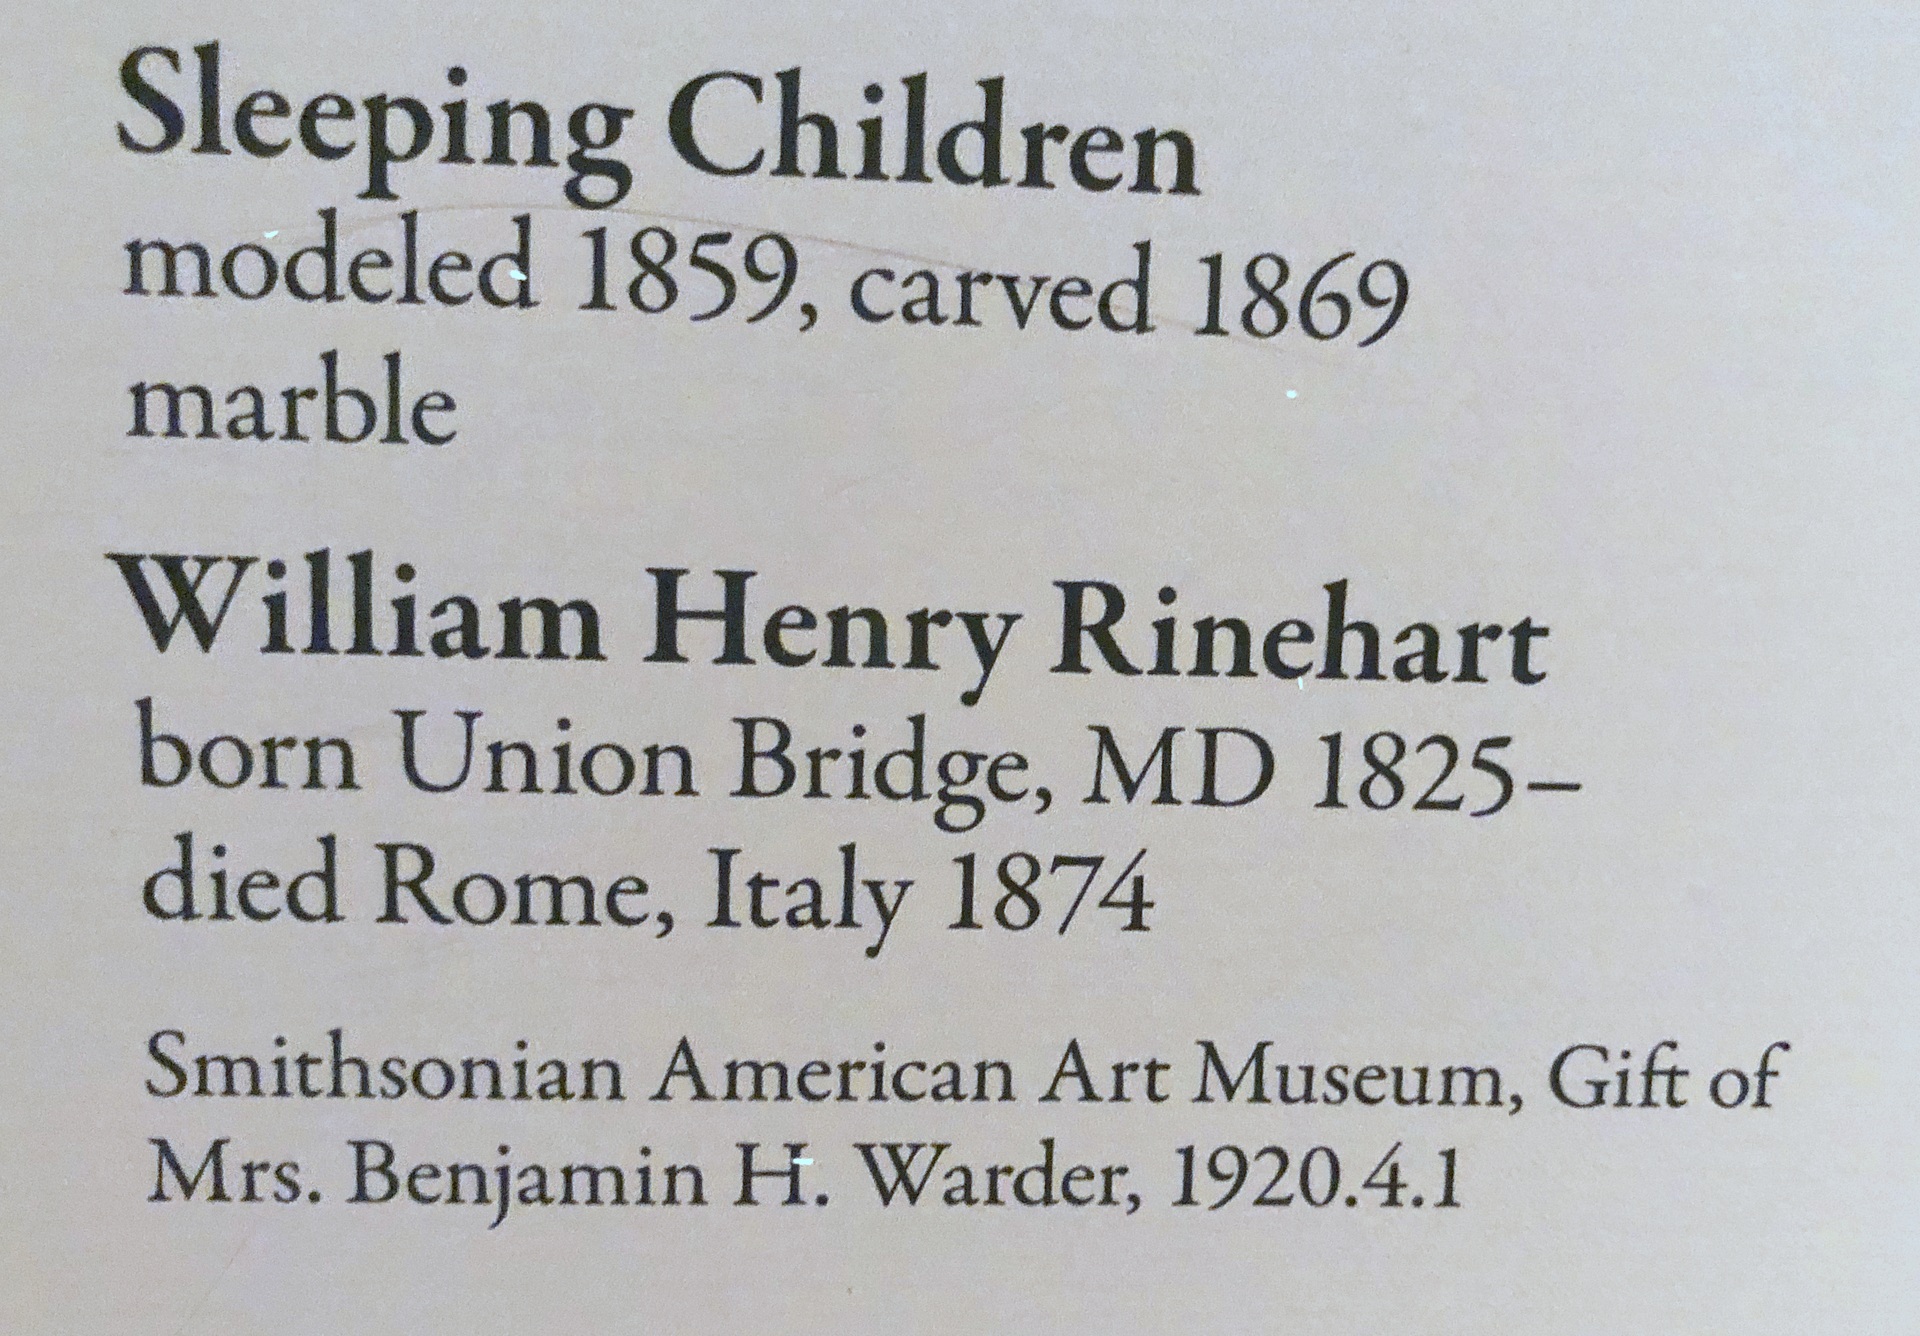 Sleeping Children
modeled 1859, carved 1869
marble
William Henry Rinehart
born Union Bridge, MD 1825–
died Rome, Italy 1874
Smithsonian American Art Museum, Gift of
Mrs. Benjamin H. Warder, 1920.4.1